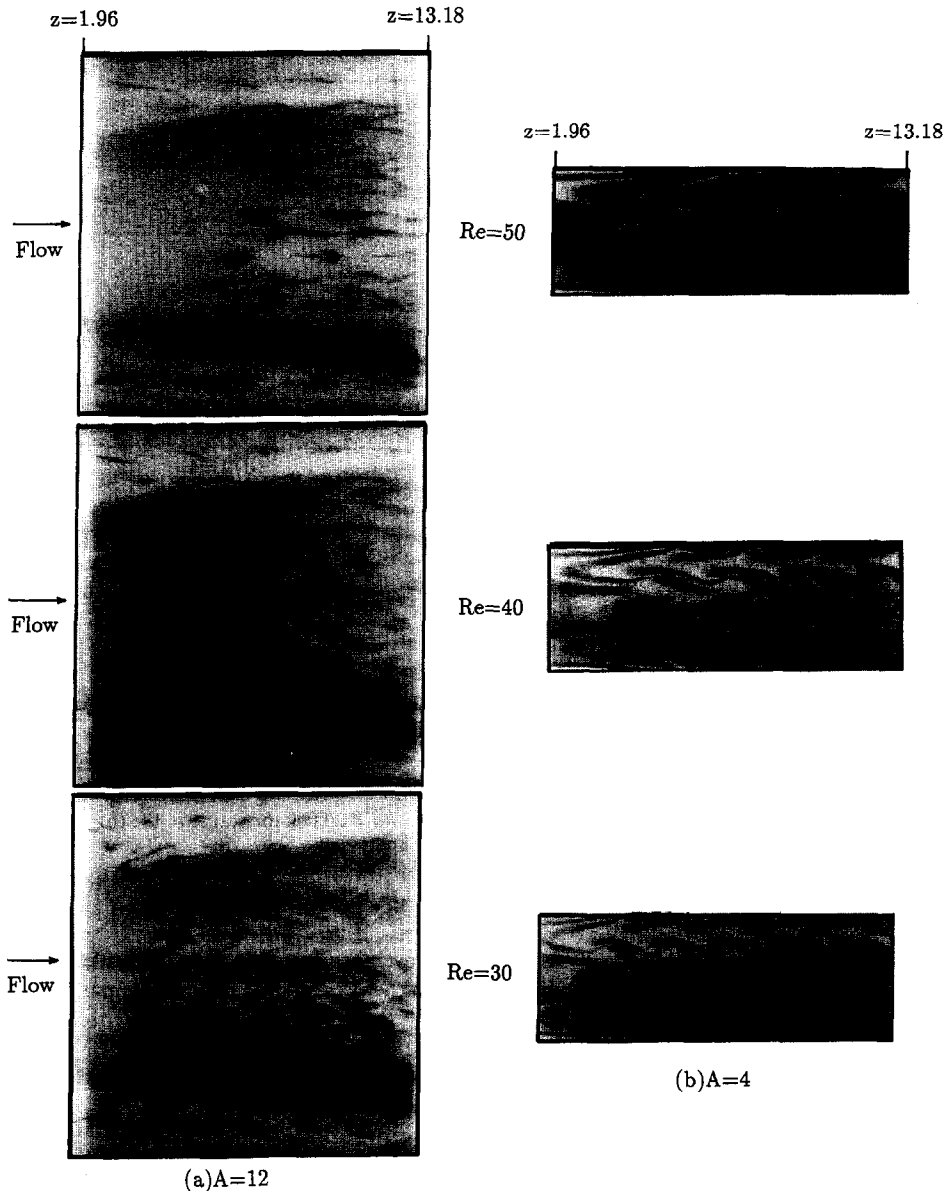 z=1.96
z=13.18
z=1.96
z=13.18
Flow
Re=50
Flow
Re=40
Flow
Re=30
(b)A=4
(a)A=12